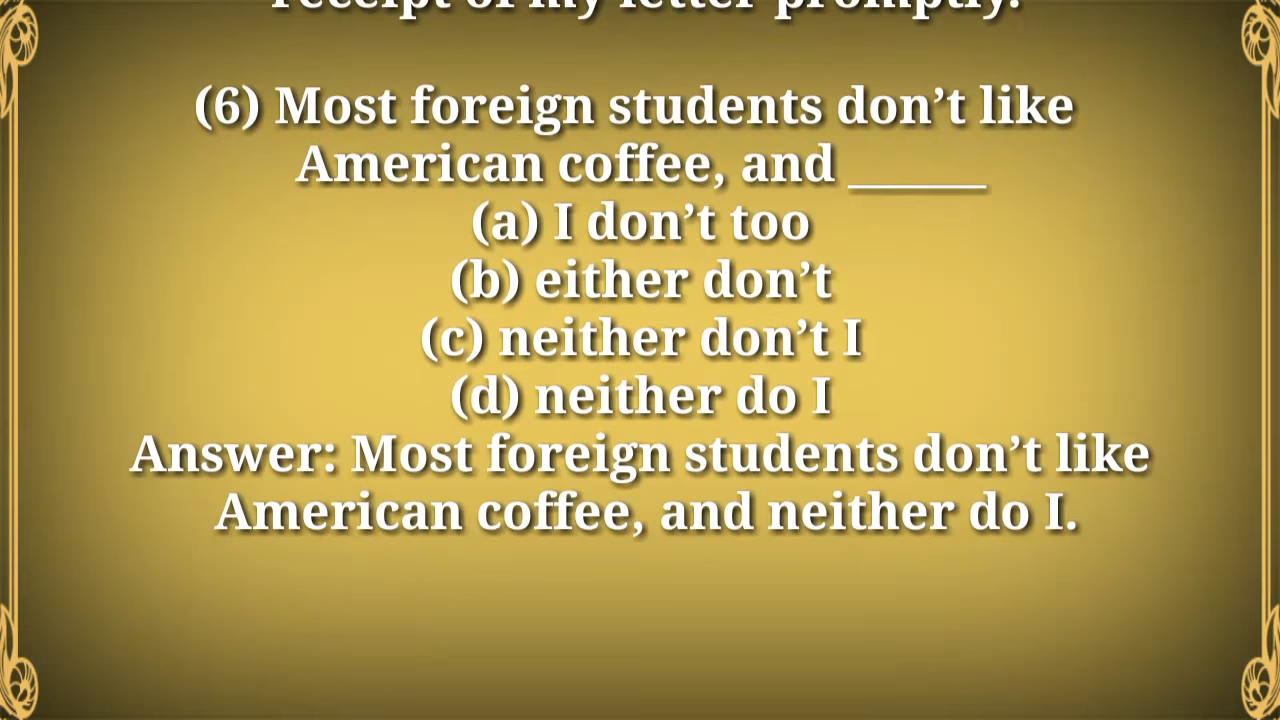 receipt of my letter promptly.
(6) Most foreign students don’t like
American coffee, and ______
(a) I don’t too
(b) either don’t
(c) neither don’t I
(d) neither do I
Answer: Most foreign students don’t like
American coffee, and neither do I.